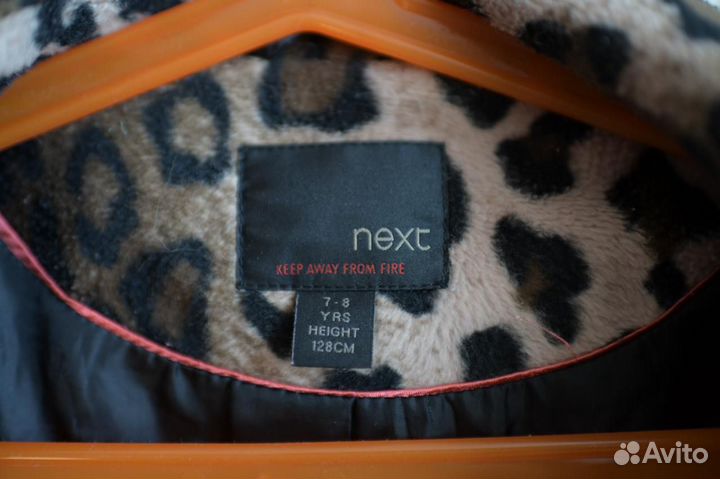 next
KEEP AWAY FROM FIRE
7 - 8
YRS
HEIGHT
128CM
Avito